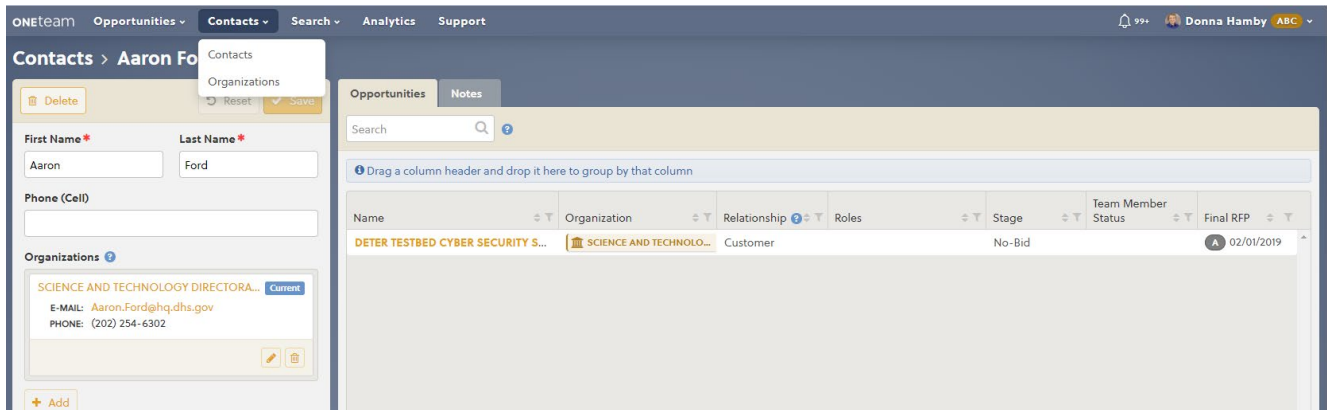 ONEteam Opportunities Contacts Search Analytics Support 99+ Donna Hamby ABC
Contacts > Aaron Fo
Contacts
Organizations
Delete Reset Save
First Name* Last Name*
Aaron Ford
Phone (Cell)
Organizations ?
SCIENCE AND TECHNOLOGY DIRECTORA... Current
E-MAIL: Aaron.Ford@hq.dhs.gov
PHONE: (202) 254-6302
+ Add
Opportunities Notes
Search ?
Drag a column header and drop it here to group by that column
Name Organization Relationship ? Roles Stage Team Member Status Final RFP
DETER TESTBED CYBER SECURITY S... SCIENCE AND TECHNOLO... Customer No-Bid A 02/01/2019